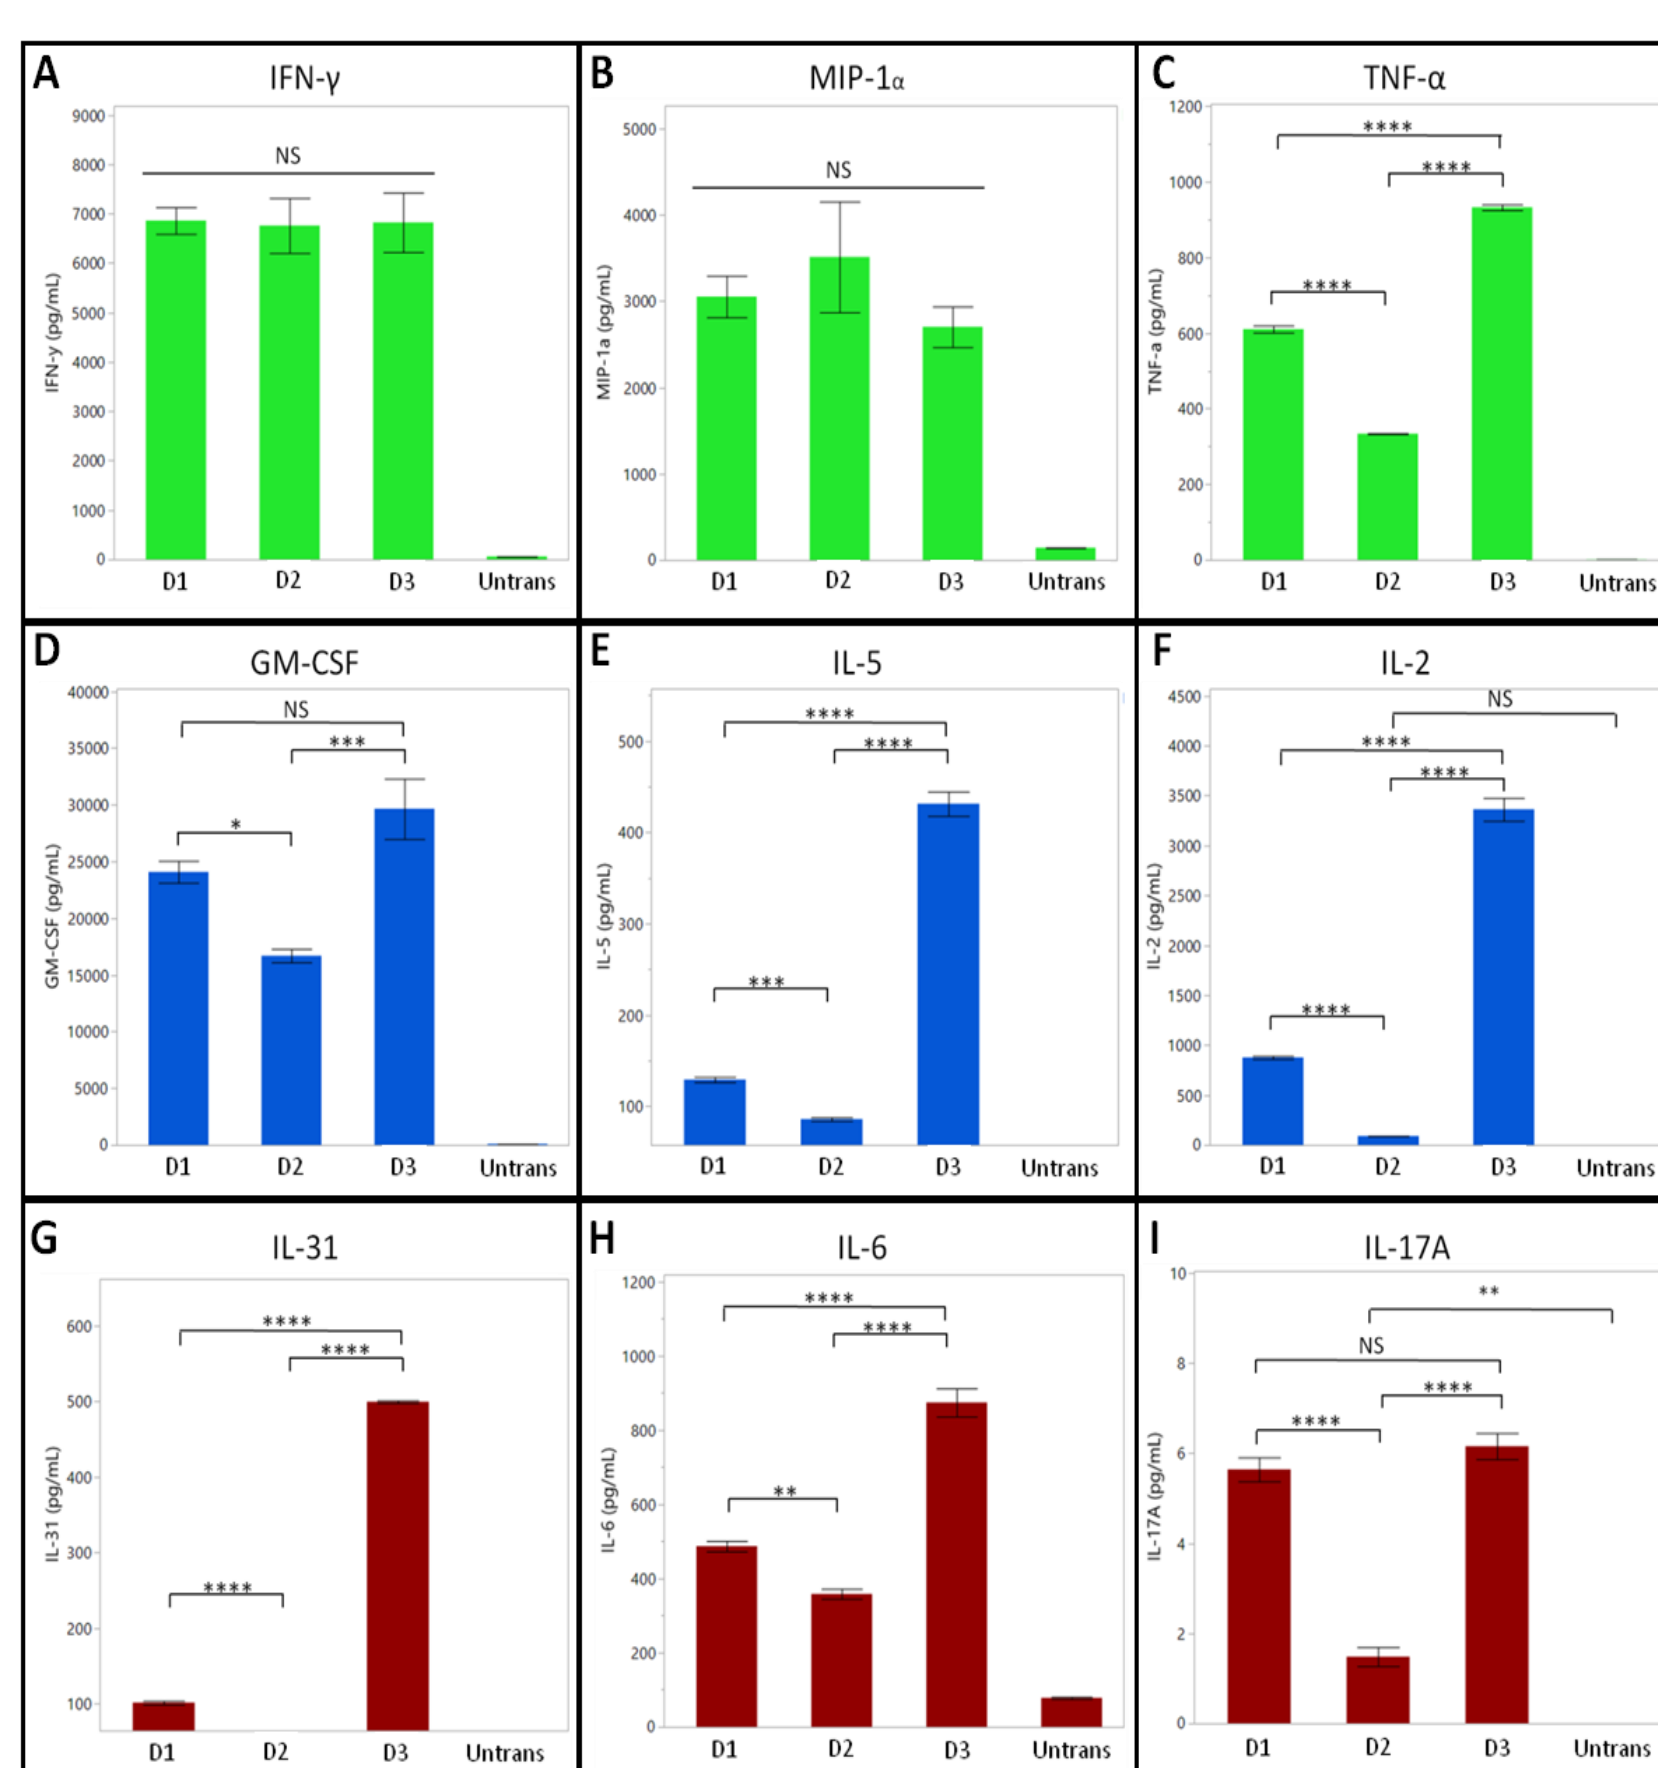 A
IFN-γ
9000
8000
7000
6000
5000
4000
3000
2000
1000
0
IFN-y (pg/mL)
NS
D1 D2 D3 Untrans
B
MIP-1α
5000
4000
3000
2000
1000
0
MIP-1a (pg/mL)
NS
D1 D2 D3 Untrans
C
TNF-α
1200
1000
800
600
400
200
0
TNF-a (pg/mL)
****
****
****
D1 D2 D3 Untrans
D
GM-CSF
40000
35000
30000
25000
20000
15000
10000
5000
0
GM-CSF (pg/mL)
NS
***
*
D1 D2 D3 Untrans
E
IL-5
500
400
300
200
100
IL-5 (pg/mL)
****
****
***
D1 D2 D3 Untrans
F
IL-2
4500
4000
3500
3000
2500
2000
1500
1000
500
0
IL-2 (pg/mL)
NS
****
****
****
D1 D2 D3 Untrans
G
IL-31
600
500
400
300
200
100
IL-31 (pg/mL)
****
****
****
D1 D2 D3 Untrans
H
IL-6
1200
1000
800
600
400
200
0
IL-6 (pg/mL)
****
****
**
D1 D2 D3 Untrans
I
IL-17A
10
8
6
4
2
0
IL-17A (pg/mL)
**
NS
****
****
D1 D2 D3 Untrans